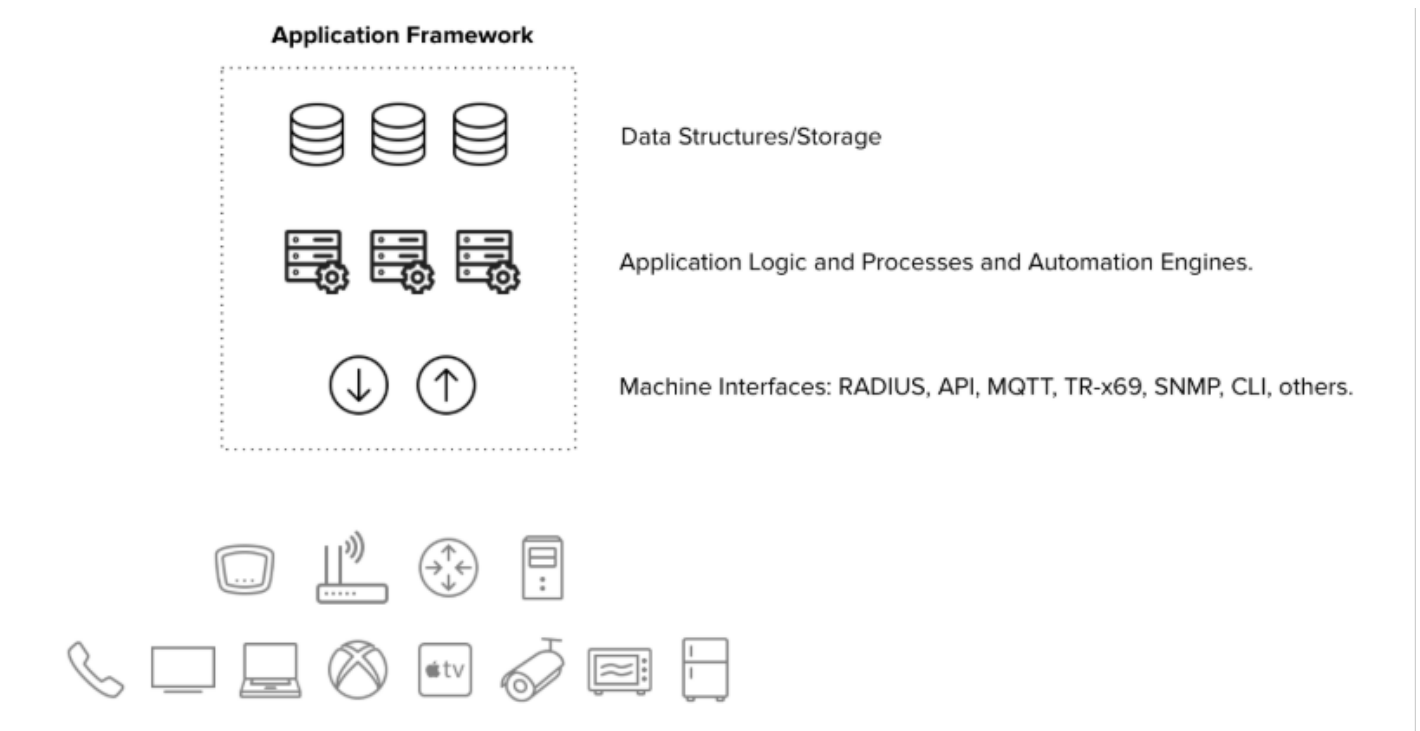 Application Framework
Data Structures/Storage
Application Logic and Processes and Automation Engines.
Machine Interfaces: RADIUS, API, MQTT, TR-x69, SNMP, CLI, others.
tv